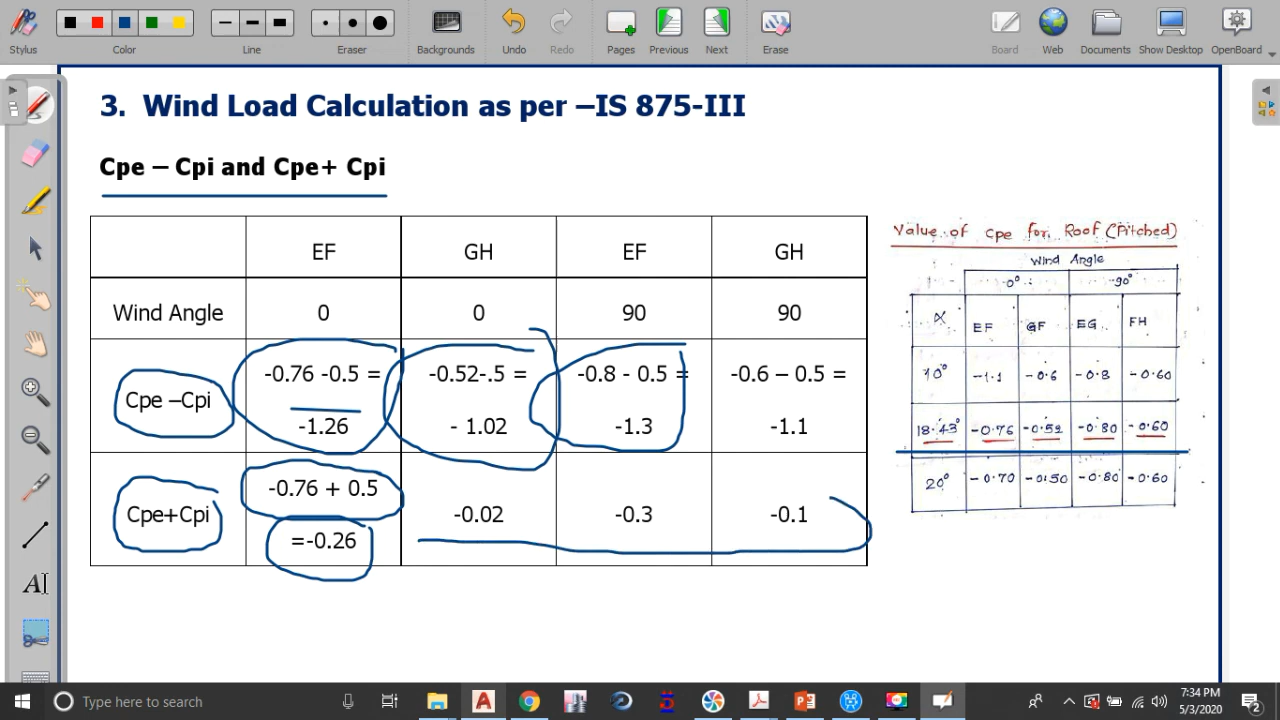 Stylus
Color
Line
Eraser
Backgrounds
Undo
Redo
Pages
Previous
Next
Erase
Board
Web
Documents
Show Desktop
OpenBoard
3. Wind Load Calculation as per –IS 875-III
Cpe – Cpi and Cpe+ Cpi
EF GH EF GH
Wind Angle 0 0 90 90
Cpe –Cpi
-0.76 -0.5 =
-1.26
-0.52-.5 =
- 1.02
-0.8 - 0.5 =
-1.3
-0.6 – 0.5 =
-1.1
Cpe+Cpi
-0.76 + 0.5
=-0.26
-0.02
-0.3
-0.1
Value of Cpe for Roof (Pitched)
Wind Angle
0° 90°
α EF GF EG FH
10° -1.1 -0.6 -0.8 -0.60
18.43° -0.76 -0.52 -0.80 -0.60
20° -0.70 -0.50 -0.80 -0.60
AI
Type here to search
7:34 PM
5/3/2020
2